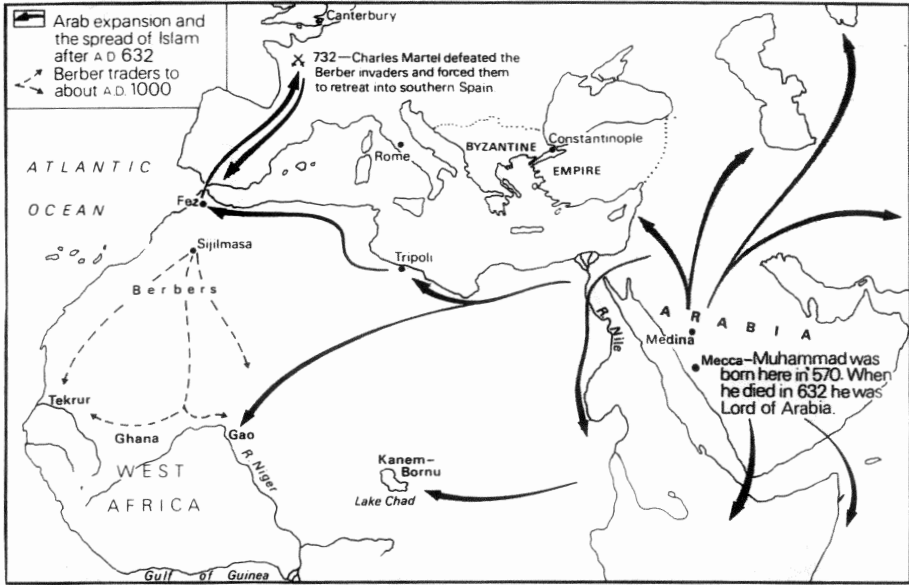 Arab expansion and
the spread of Islam
after A D 632
Berber traders to
about A.D. 1000
Canterbury
732—Charles Martel defeated the
Berber invaders and forced them
to retreat into southern Spain
ATLANTIC
OCEAN
Rome
BYZANTINE
EMPIRE
Constantinople
Fez
Sijilmasa
Berbers
Tripoli
R. Nile
ARABIA
Medina
Mecca—Muhammad was
born here in 570. When
he died in 632 he was
Lord of Arabia.
Tekrur
Ghana
Gao
R. Niger
WEST
AFRICA
Kanem–
Bornu
Lake Chad
Gulf of Guinea